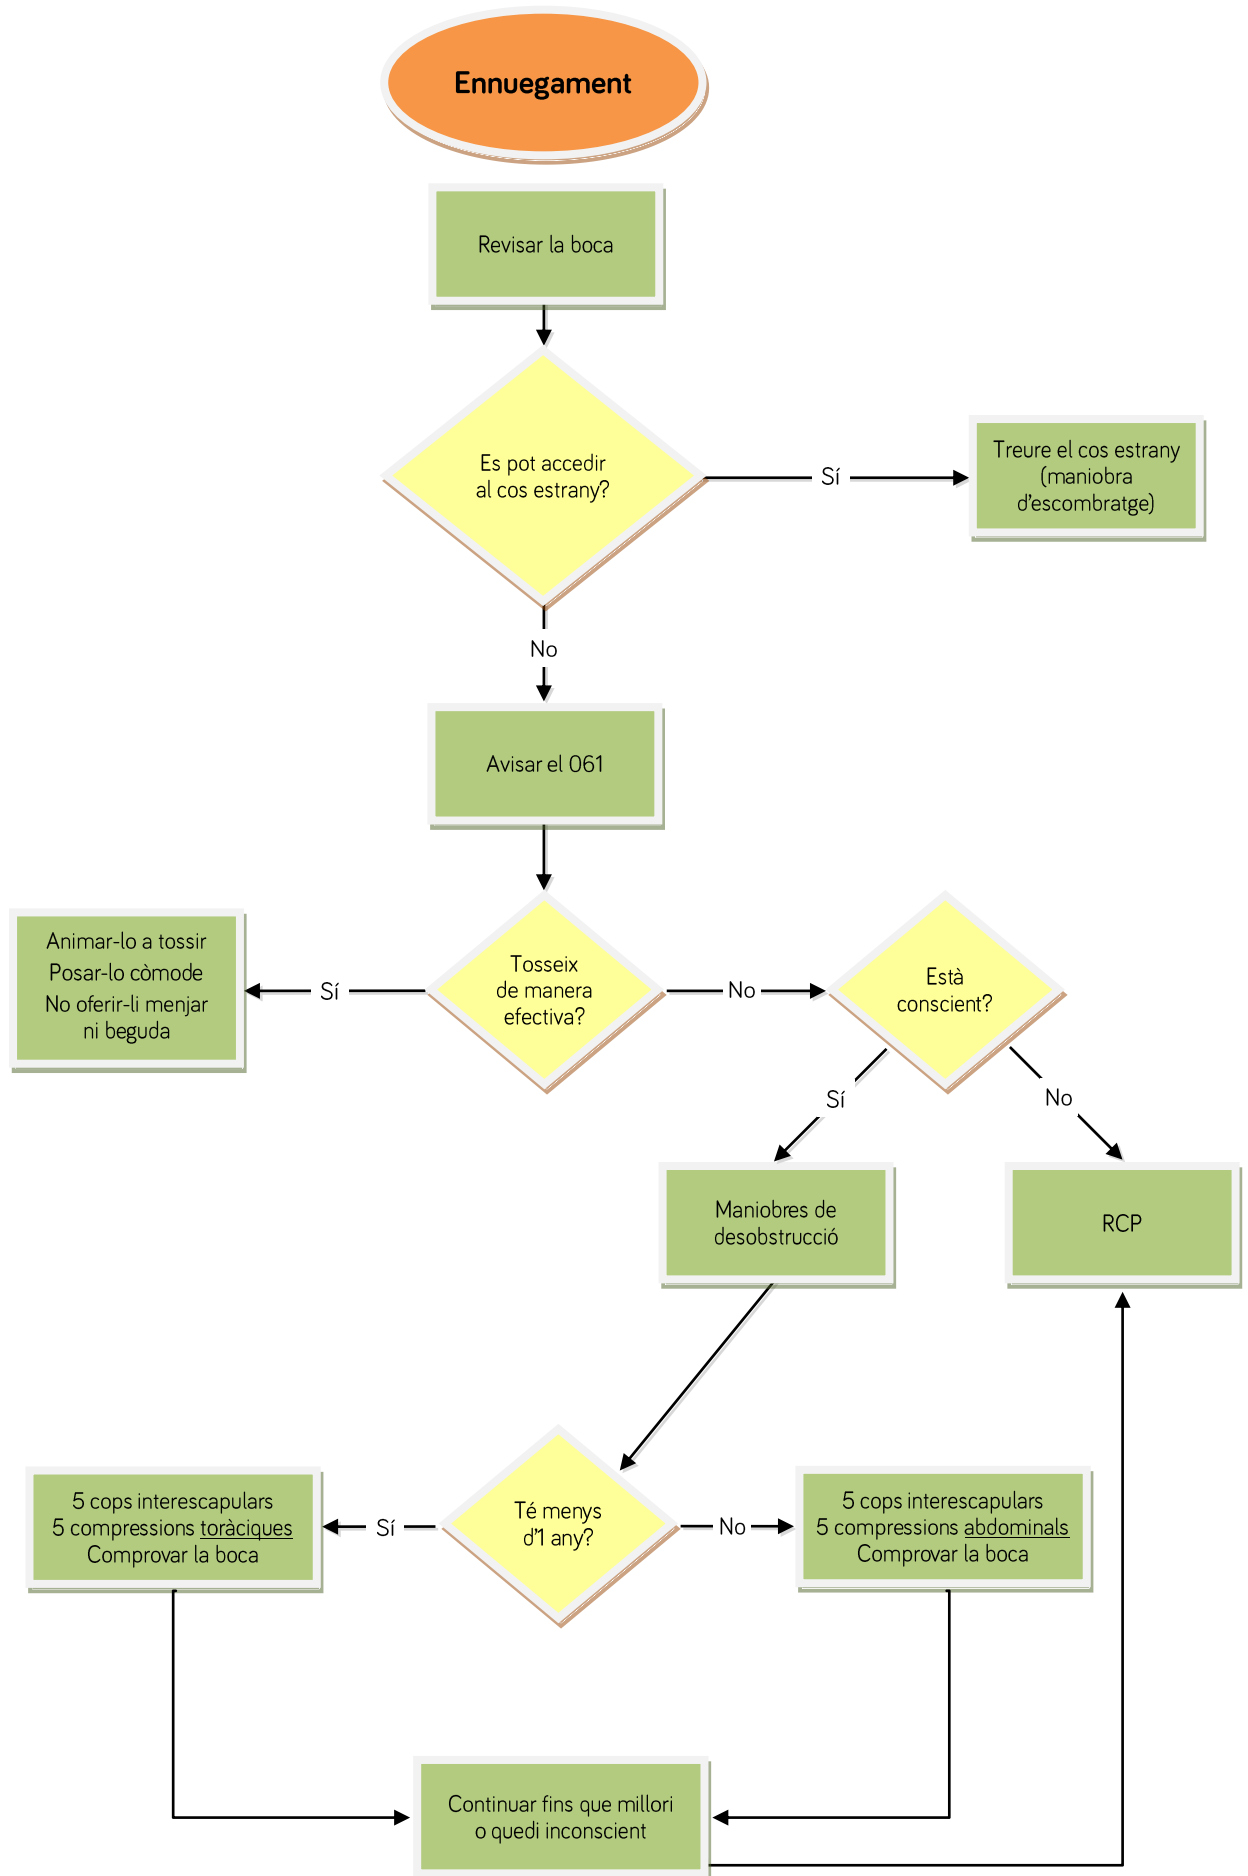 Ennuegament
Revisar la boca
Es pot accedir
al cos estrany?
Sí
Treure el cos estrany
(maniobra
d'escombratge)
No
Avisar el 061
Animar-lo a tossir
Posar-lo còmode
No oferir-li menjar
ni beguda
Sí
Tosseix
de manera
efectiva?
No
Està
conscient?
Sí
No
Maniobres de
desobstrucció
RCP
5 cops interescapulars
5 compressions toràciques
Comprovar la boca
Sí
Té menys
d'1 any?
No
5 cops interescapulars
5 compressions abdominals
Comprovar la boca
Continuar fins que millori
o quedi inconscient